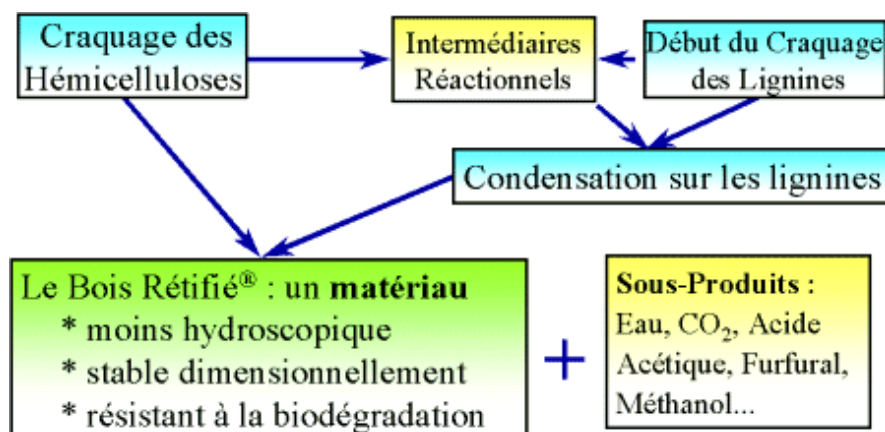 Craquage des
Hémicelluloses
Intermédiaires
Réactionnels
Début du Craquage
des Lignines
Condensation sur les lignines
Le Bois Rétifié® : un matériau
* moins hydroscopique
* stable dimensionnellement
* résistant à la biodégradation
+
Sous-Produits :
Eau, CO₂, Acide
Acétique, Furfural,
Méthanol...